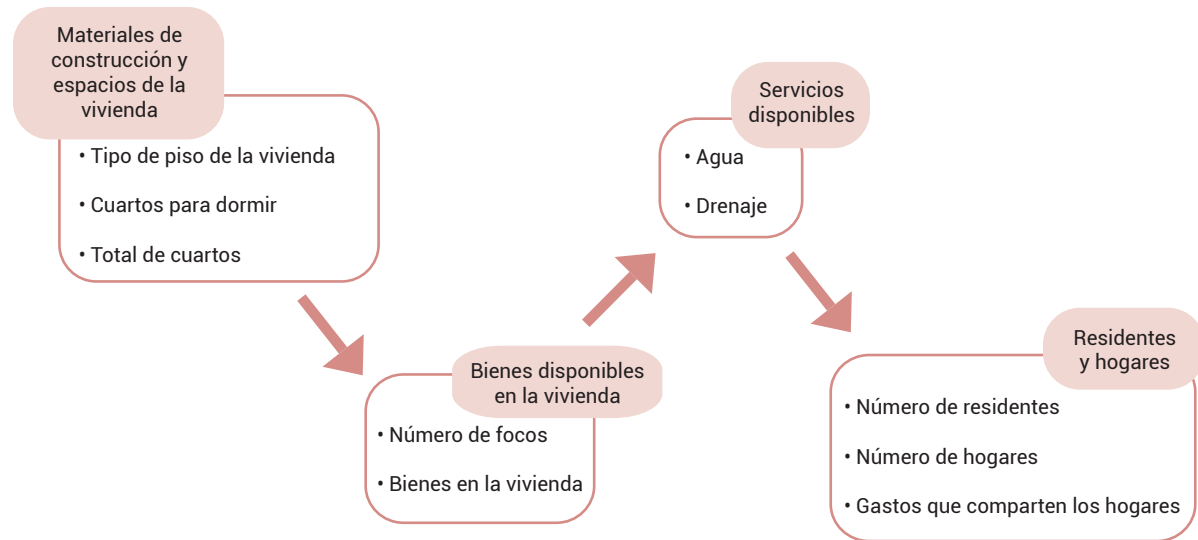 Materiales de
construcción y
espacios de la
vivienda
• Tipo de piso de la vivienda
• Cuartos para dormir
• Total de cuartos
Bienes disponibles
en la vivienda
• Número de focos
• Bienes en la vivienda
Servicios
disponibles
• Agua
• Drenaje
Residentes
y hogares
• Número de residentes
• Número de hogares
• Gastos que comparten los hogares